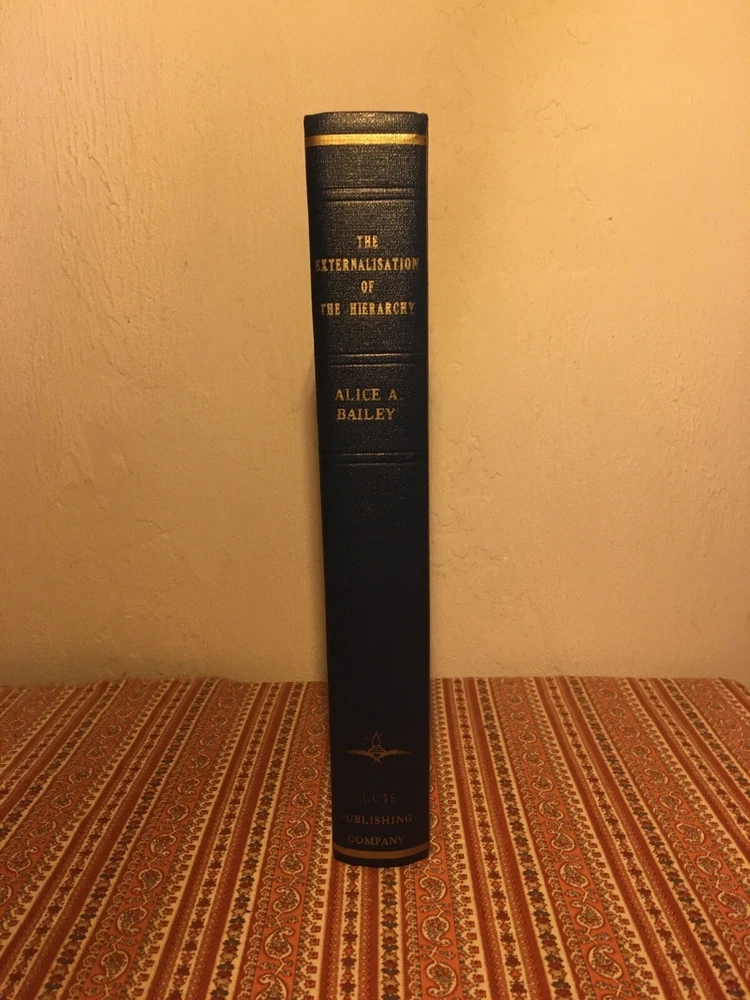 THE
EXTERNALISATION
OF
THE HIERARCHY
ALICE A.
BAILEY
LUCIS
PUBLISHING
COMPANY